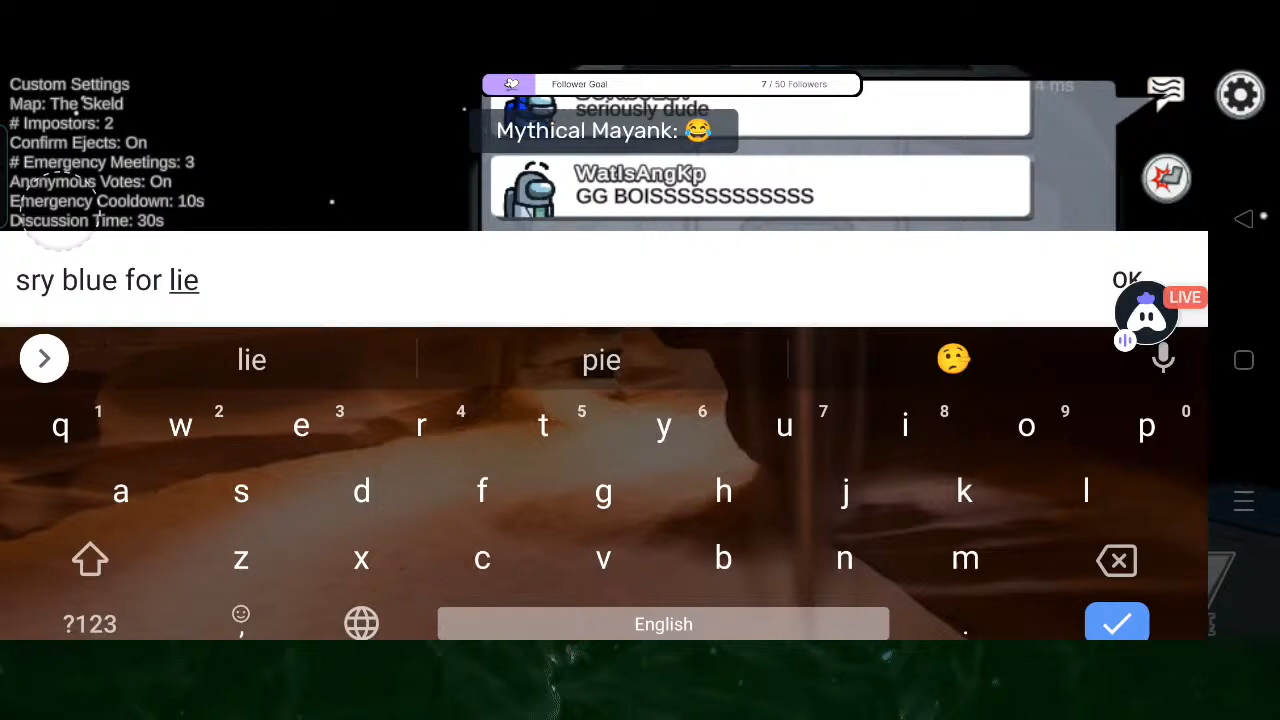 Custom Settings
Map: The Skeld
# Impostors: 2
Confirm Ejects: On
# Emergency Meetings: 3
Anonymous Votes: On
Emergency Cooldown: 10s
Discussion Time: 30s
Follower Goal 7 / 50 Followers
4 ms
seriously dude
Mythical Mayank: 😂
WatIsAngKp
GG BOISSSSSSSSSSSS
sry blue for lie
OK
LIVE
lie pie 🤥
q 1 w 2 e 3 r 4 t 5 y 6 u 7 i 8 o 9 p 0
a s d f g h j k l
z x c v b n m
?123 , English .